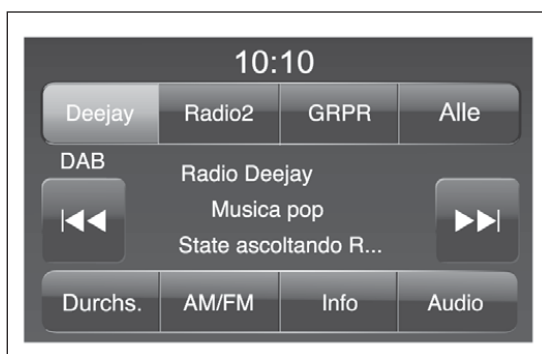 10:10
Deejay Radio2 GRPR Alle
DAB
Radio Deejay
Musica pop
State ascoltando R...
Durchs. AM/FM Info Audio